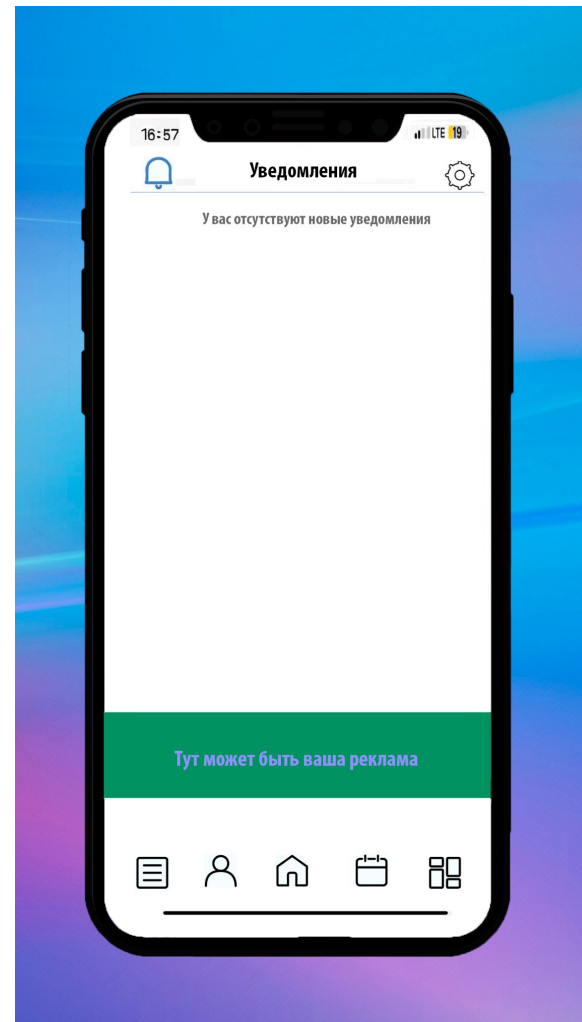 16:57 LTE 19
Уведомления
У вас отсутствуют новые уведомления
Тут может быть ваша реклама